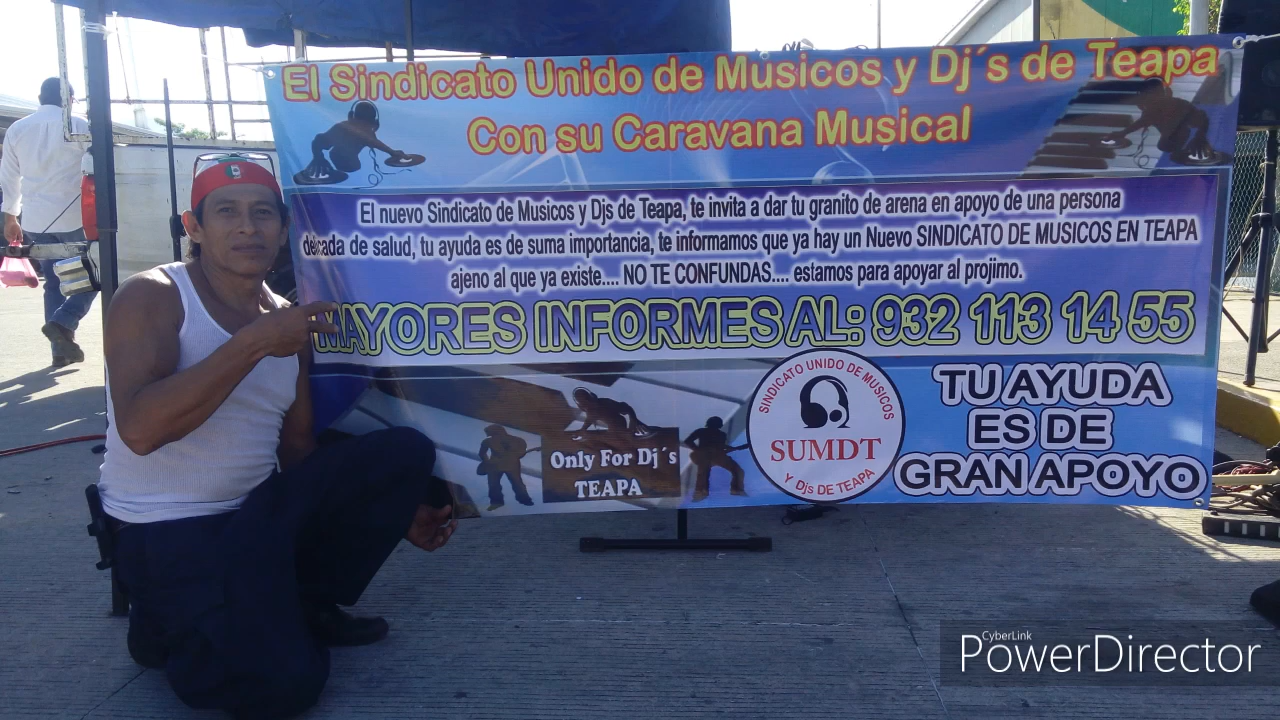 El Sindicato Unido de Musicos y Dj´s de Teapa
Con su Caravana Musical
El nuevo Sindicato de Musicos y Djs de Teapa, te invita a dar tu granito de arena en apoyo de una persona
delicada de salud, tu ayuda es de suma importancia, te informamos que ya hay un Nuevo SINDICATO DE MUSICOS EN TEAPA
ajeno al que ya existe.... NO TE CONFUNDAS.... estamos para apoyar al projimo.
MAYORES INFORMES AL: 932 113 14 55
Only For Dj´s
TEAPA
SINDICATO UNIDO DE MUSICOS
SUMDT
Y Djs DE TEAPA
TU AYUDA
ES DE
GRAN APOYO
CyberLink
PowerDirector